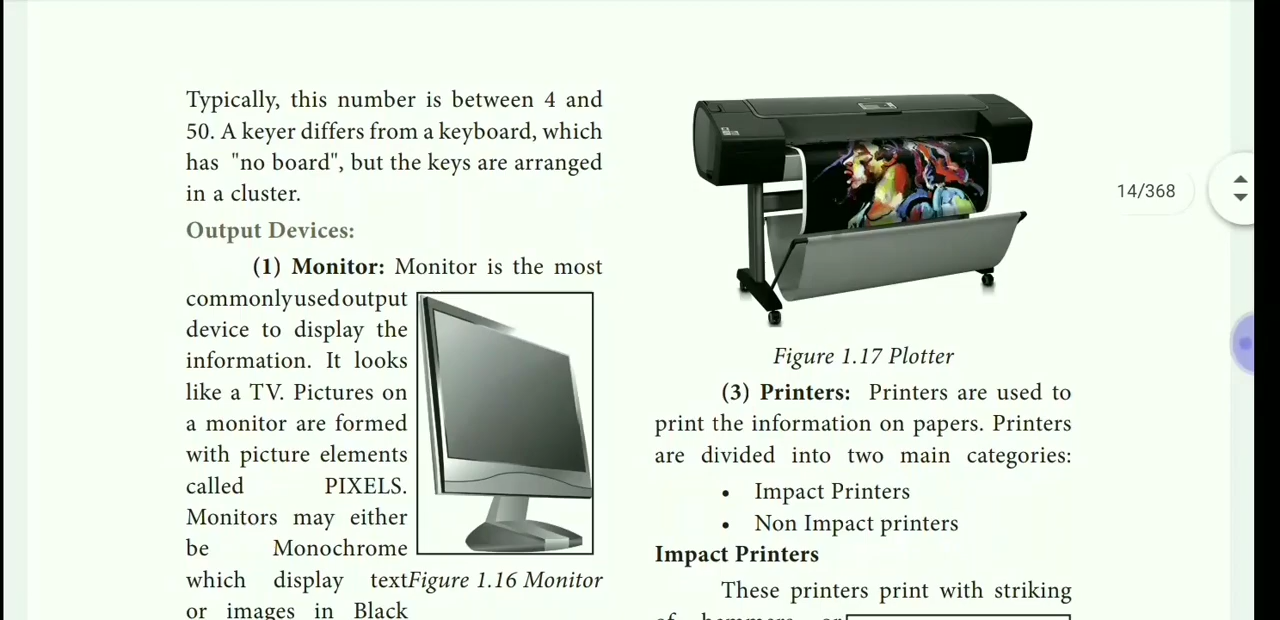 Typically, this number is between 4 and
50. A keyer differs from a keyboard, which
has "no board", but the keys are arranged
in a cluster.
Output Devices:
(1) Monitor: Monitor is the most
commonly used output
device to display the
information. It looks
like a TV. Pictures on
a monitor are formed
with picture elements
called PIXELS.
Monitors may either
be Monochrome
which display text
or images in Black
Figure 1.16 Monitor
Figure 1.17 Plotter
(3) Printers: Printers are used to
print the information on papers. Printers
are divided into two main categories:
• Impact Printers
• Non Impact printers
Impact Printers
These printers print with striking
of hammers or
14/368